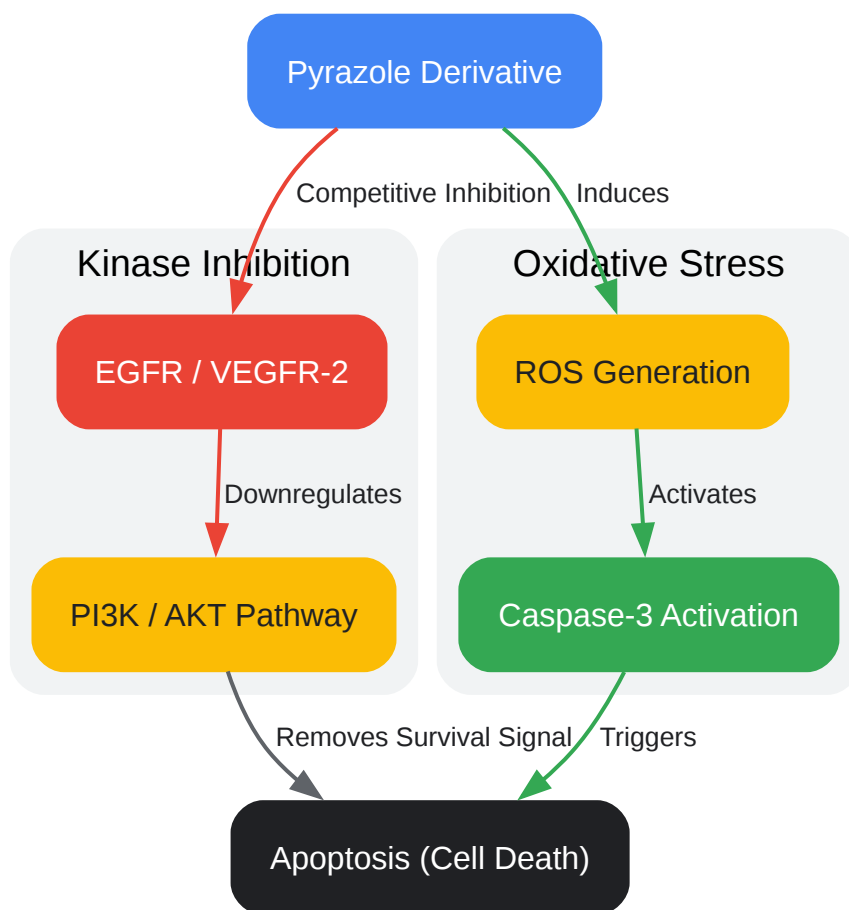 Pyrazole Derivative
Competitive Inhibition
Induces
Kinase Inhibition
Oxidative Stress
EGFR / VEGFR-2
ROS Generation
Downregulates
Activates
PI3K / AKT Pathway
Caspase-3 Activation
Removes Survival Signal
Triggers
Apoptosis (Cell Death)